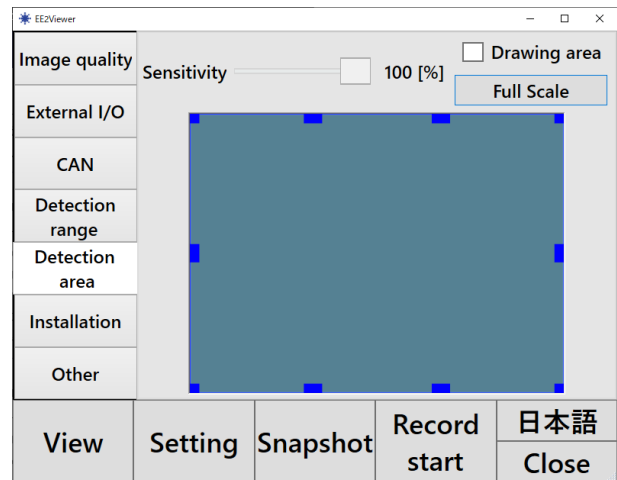 EE2Viewer
Image quality
External I/O
CAN
Detection
range
Detection
area
Installation
Other
Sensitivity
100 [%]
Drawing area
Full Scale
View
Setting
Snapshot
Record
start
日本語
Close